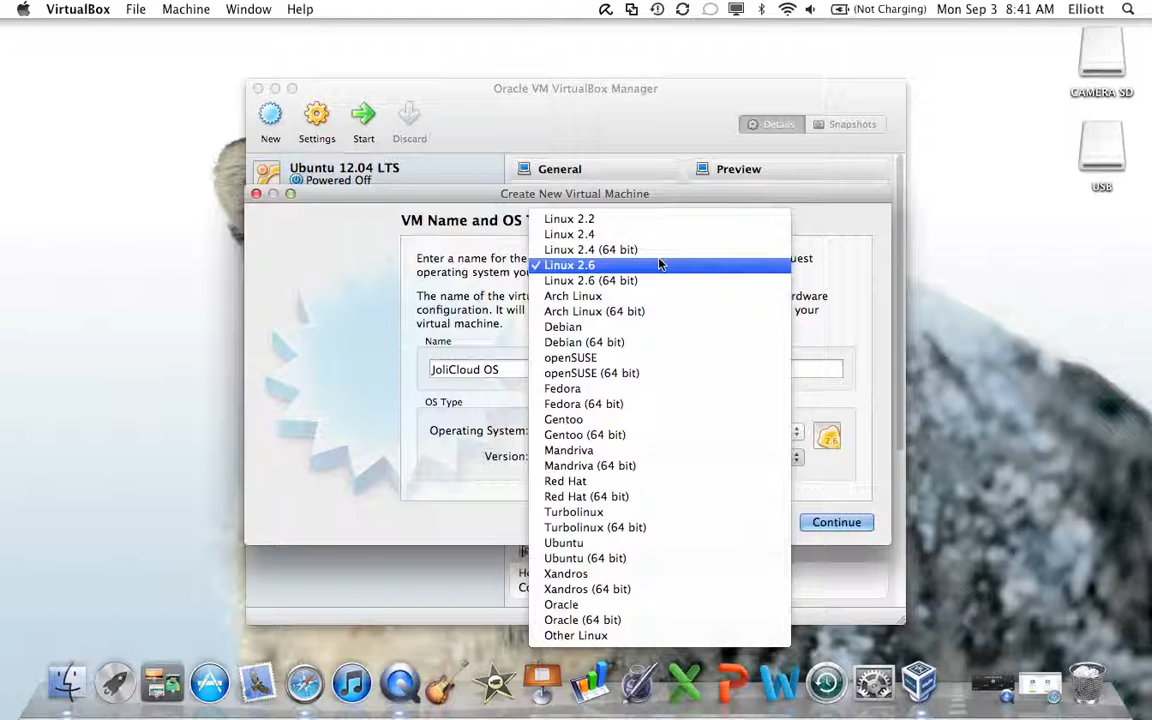 VirtualBox File Machine Window Help (Not Charging) Mon Sep 3 8:41 AM Elliott
CAMERA SD
USB
Oracle VM VirtualBox Manager
New Settings Start Discard Details Snapshots
Ubuntu 12.04 LTS
Powered Off
General Preview
Create New Virtual Machine
VM Name and OS
Enter a name for the
operating system you
The name of the
configuration. It will your
virtual machine.
Name
JoliCloud OS
OS Type
Operating System:
Version:
2.6
Continue
Linux 2.2
Linux 2.4
Linux 2.4 (64 bit)
✓ Linux 2.6
Linux 2.6 (64 bit)
Arch Linux
Arch Linux (64 bit)
Debian
Debian (64 bit)
openSUSE
openSUSE (64 bit)
Fedora
Fedora (64 bit)
Gentoo
Gentoo (64 bit)
Mandriva
Mandriva (64 bit)
Red Hat
Red Hat (64 bit)
Turbolinux
Turbolinux (64 bit)
Ubuntu
Ubuntu (64 bit)
Xandros
Xandros (64 bit)
Oracle
Oracle (64 bit)
Other Linux